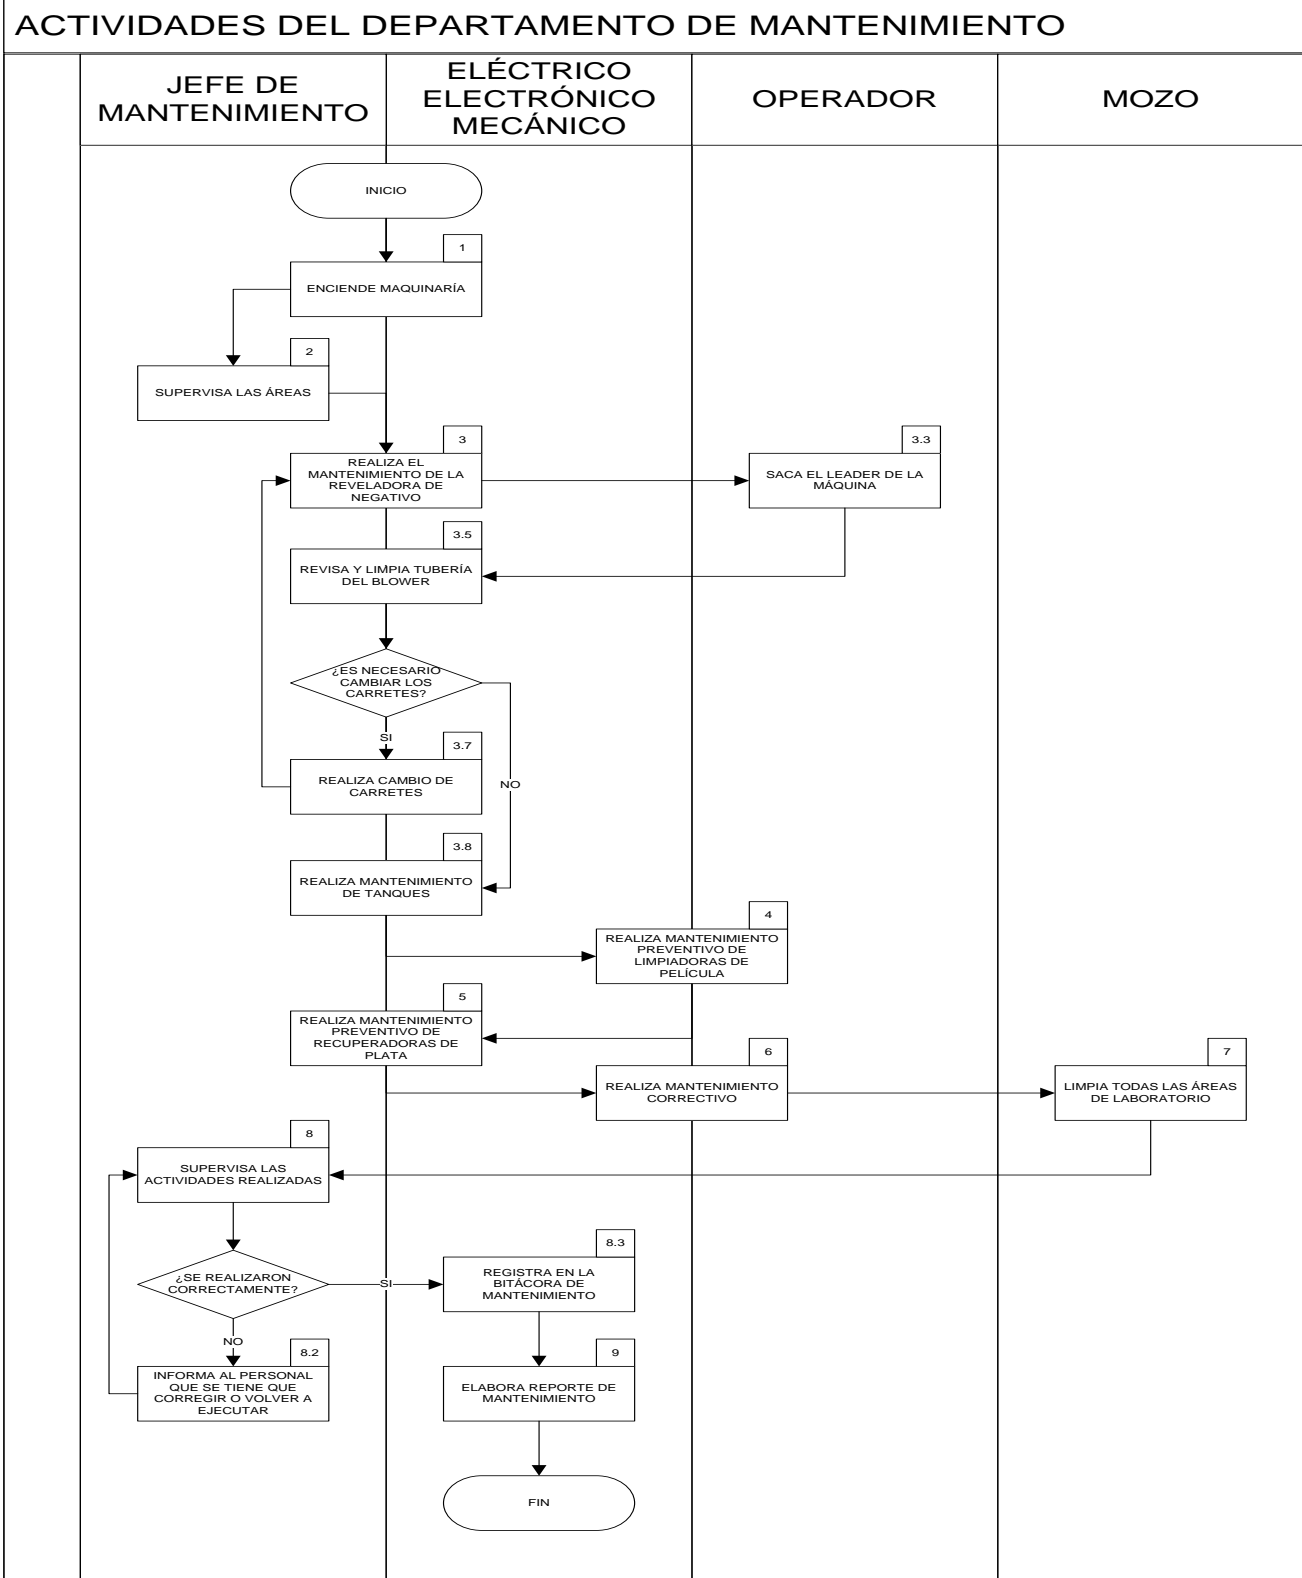 ACTIVIDADES DEL DEPARTAMENTO DE MANTENIMIENTO
JEFE DE
MANTENIMIENTO
ELÉCTRICO
ELECTRÓNICO
MECÁNICO
OPERADOR
MOZO
INICIO
1
ENCIENDE MAQUINARÍA
2
SUPERVISA LAS ÁREAS
3
REALIZA EL
MANTENIMIENTO DE LA
REVELADORA DE
NEGATIVO
3.3
SACA EL LEADER DE LA
MÁQUINA
3.5
REVISA Y LIMPIA TUBERÍA
DEL BLOWER
¿ES NECESARIO
CAMBIAR LOS
CARRETES?
SI
3.7
REALIZA CAMBIO DE
CARRETES
NO
3.8
REALIZA MANTENIMIENTO
DE TANQUES
4
REALIZA MANTENIMIENTO
PREVENTIVO DE
LIMPIADORAS DE
PELÍCULA
5
REALIZA MANTENIMIENTO
PREVENTIVO DE
RECUPERADORAS DE
PLATA
6
REALIZA MANTENIMIENTO
CORRECTIVO
7
LIMPIA TODAS LAS ÁREAS
DE LABORATORIO
8
SUPERVISA LAS
ACTIVIDADES REALIZADAS
¿SE REALIZARON
CORRECTAMENTE?
SI
8.3
REGISTRA EN LA
BITÁCORA DE
MANTENIMIENTO
NO
8.2
INFORMA AL PERSONAL
QUE SE TIENE QUE
CORREGIR O VOLVER A
EJECUTAR
9
ELABORA REPORTE DE
MANTENIMIENTO
FIN